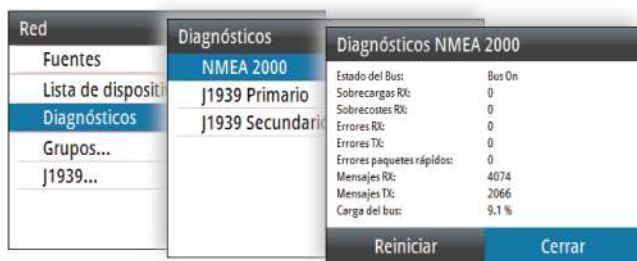 Red
Fuentes
Lista de dispositi
Diagnósticos
Grupos...
J1939...
Diagnósticos
NMEA 2000
J1939 Primario
J1939 Secundario
Diagnósticos NMEA 2000
Estado del Bus: Bus On
Sobrecargas RX: 0
Sobrecostes RX: 0
Errores RX: 0
Errores TX: 0
Errores paquetes rápidos: 0
Mensajes RX: 4074
Mensajes TX: 2066
Carga del bus: 9.1 %
Reiniciar Cerrar